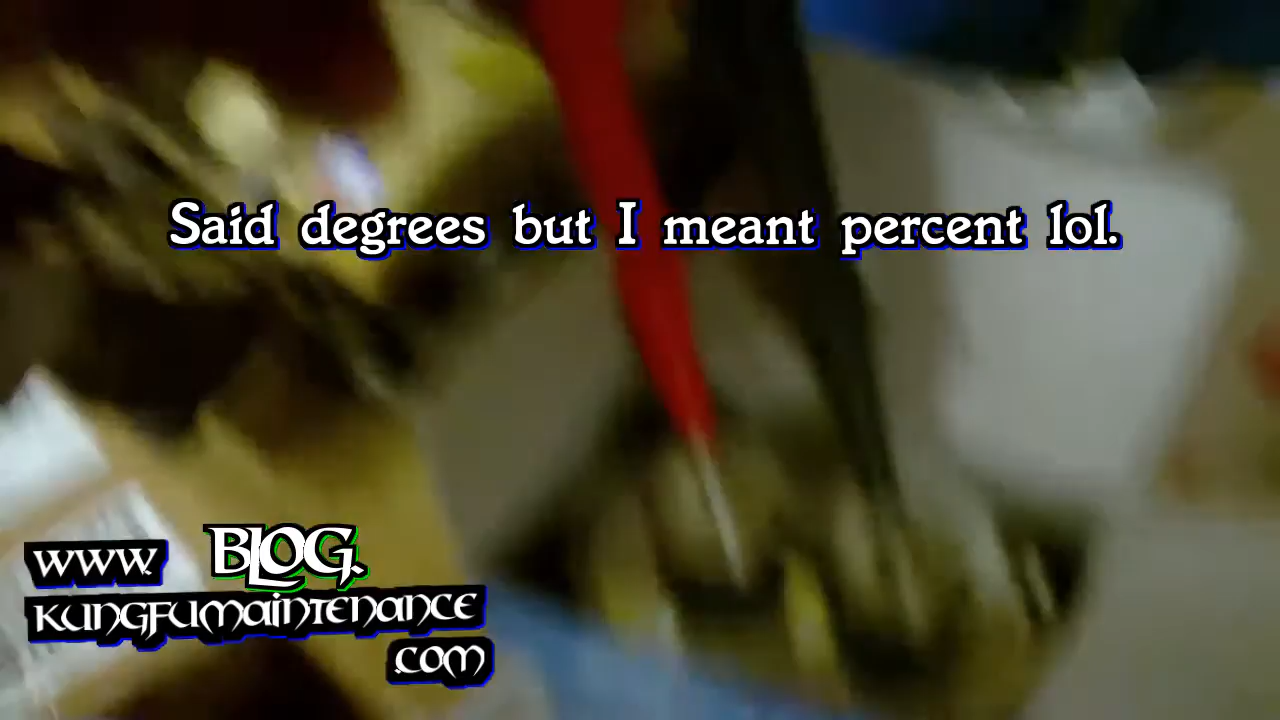 Said degrees but I meant percent lol.
www. BLOG.
KUNGFUMAINTENANCE
.COM